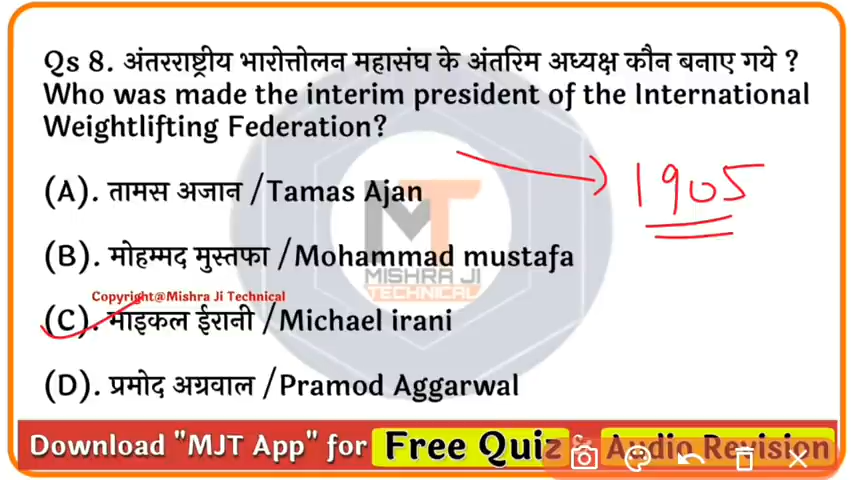 Qs 8. अंतरराष्ट्रीय भारोत्तोलन महासंघ के अंतरिम अध्यक्ष कौन बनाए गये ?
Who was made the interim president of the International
Weightlifting Federation?
1905
(A). तामस अजान /Tamas Ajan
(B). मोहम्मद मुस्तफा /Mohammad mustafa
MT
MISHRA JI
TECHNICAL
Copyright@Mishra Ji Technical
(C). माइकल ईरानी /Michael irani
(D). प्रमोद अग्रवाल /Pramod Aggarwal
Download "MJT App" for Free Quiz & Audio Revision